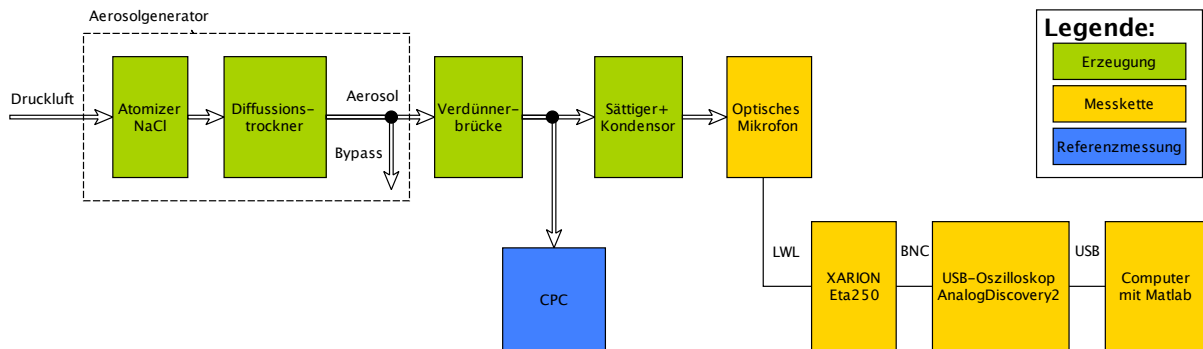 Aerosolgenerator
Legende:
Erzeugung
Messkette
Referenzmessung
Druckluft
Atomizer
NaCl
Diffussions-
trockner
Aerosol
Bypass
Verdünner-
brücke
Sättiger+
Kondensor
Optisches
Mikrofon
CPC
LWL
XARION
Eta250
BNC
USB-Oszilloskop
AnalogDiscovery2
USB
Computer
mit Matlab